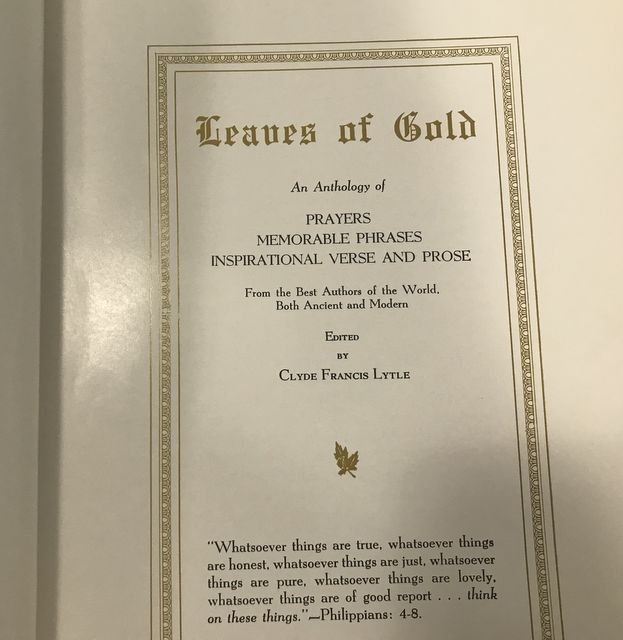 Leaves of Gold
An Anthology of
PRAYERS
MEMORABLE PHRASES
INSPIRATIONAL VERSE AND PROSE
From the Best Authors of the World,
Both Ancient and Modern
Edited
by
Clyde Francis Lytle
"Whatsoever things are true, whatsoever things
are honest, whatsoever things are just, whatsoever
things are pure, whatsoever things are lovely,
whatsoever things are of good report . . . think
on these things."—Philippians: 4-8.